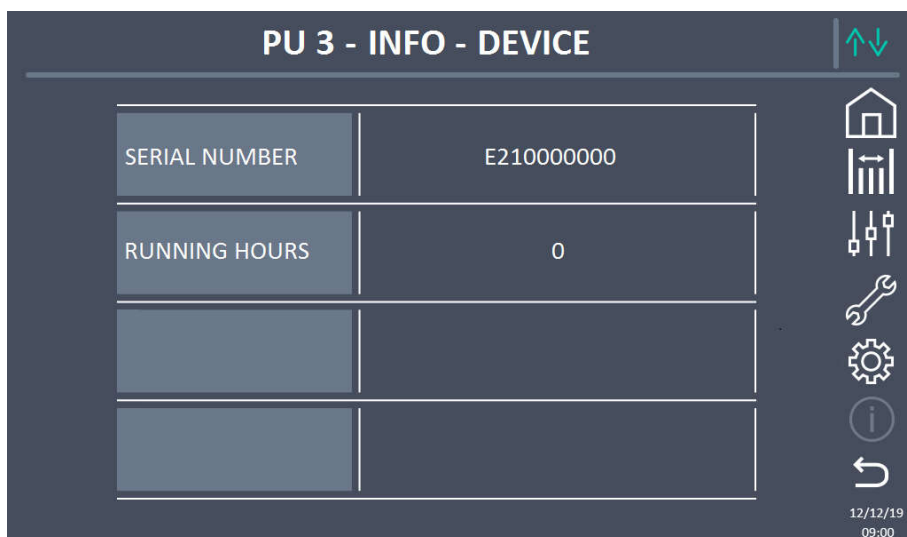 PU 3 - INFO - DEVICE
SERIAL NUMBER E210000000
RUNNING HOURS 0
12/12/19
09:00